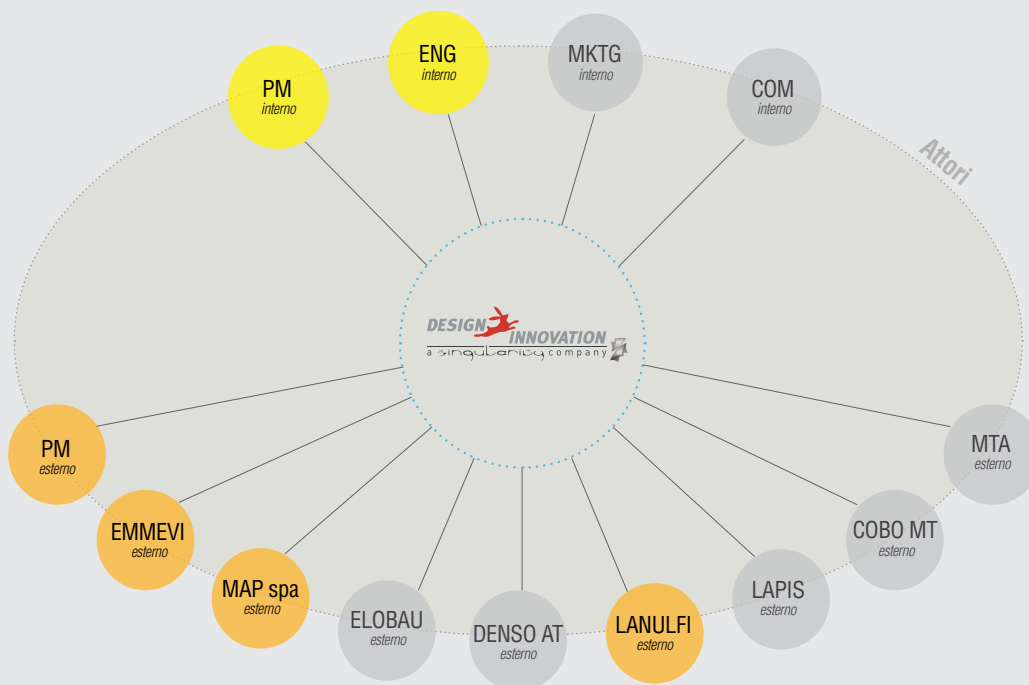 PM
interno
ENG
interno
MKTG
interno
COM
interno
Attori
DESIGN
INNOVATION
a singularity company
PM
esterno
EMMEVI
esterno
MAP spa
esterno
ELOBAU
esterno
DENSO AT
esterno
LANULFI
esterno
LAPIS
esterno
COBO MT
esterno
MTA
esterno